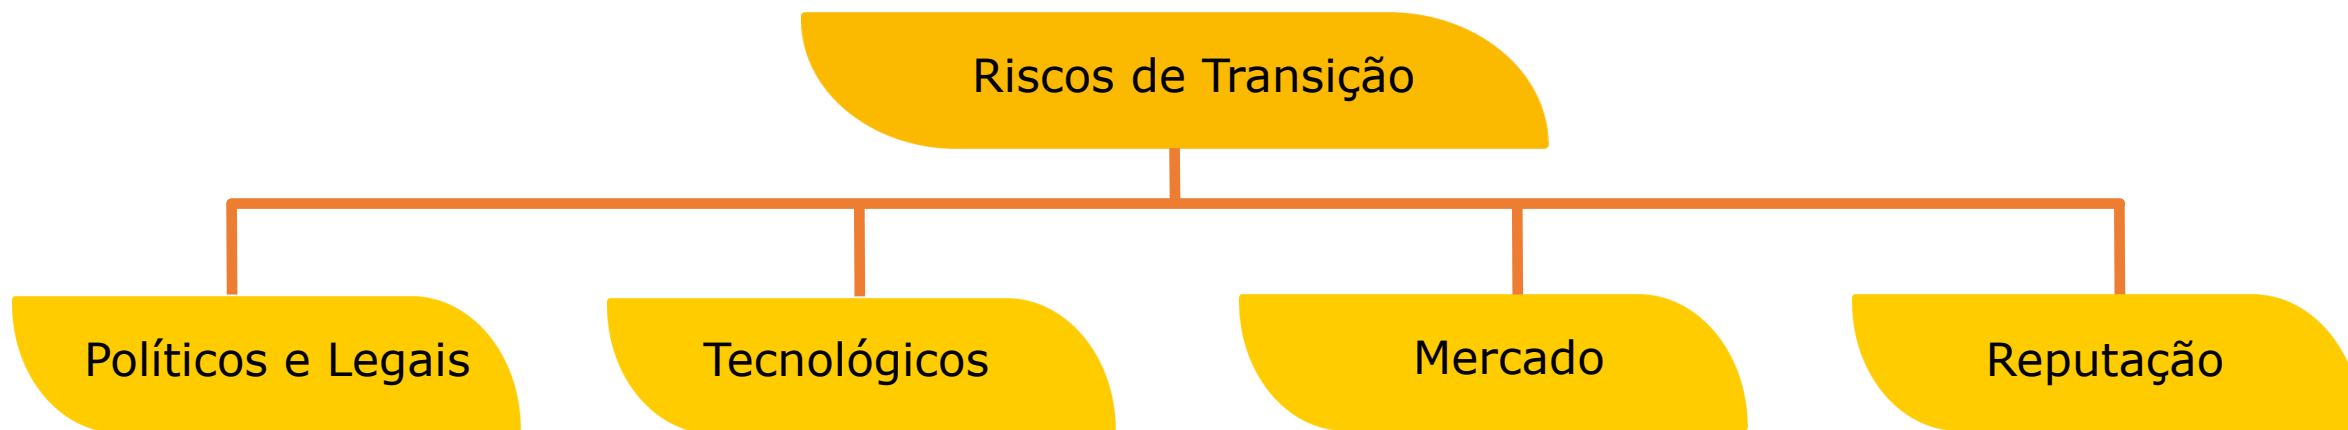 Riscos de Transição
Políticos e Legais
Tecnológicos
Mercado
Reputação